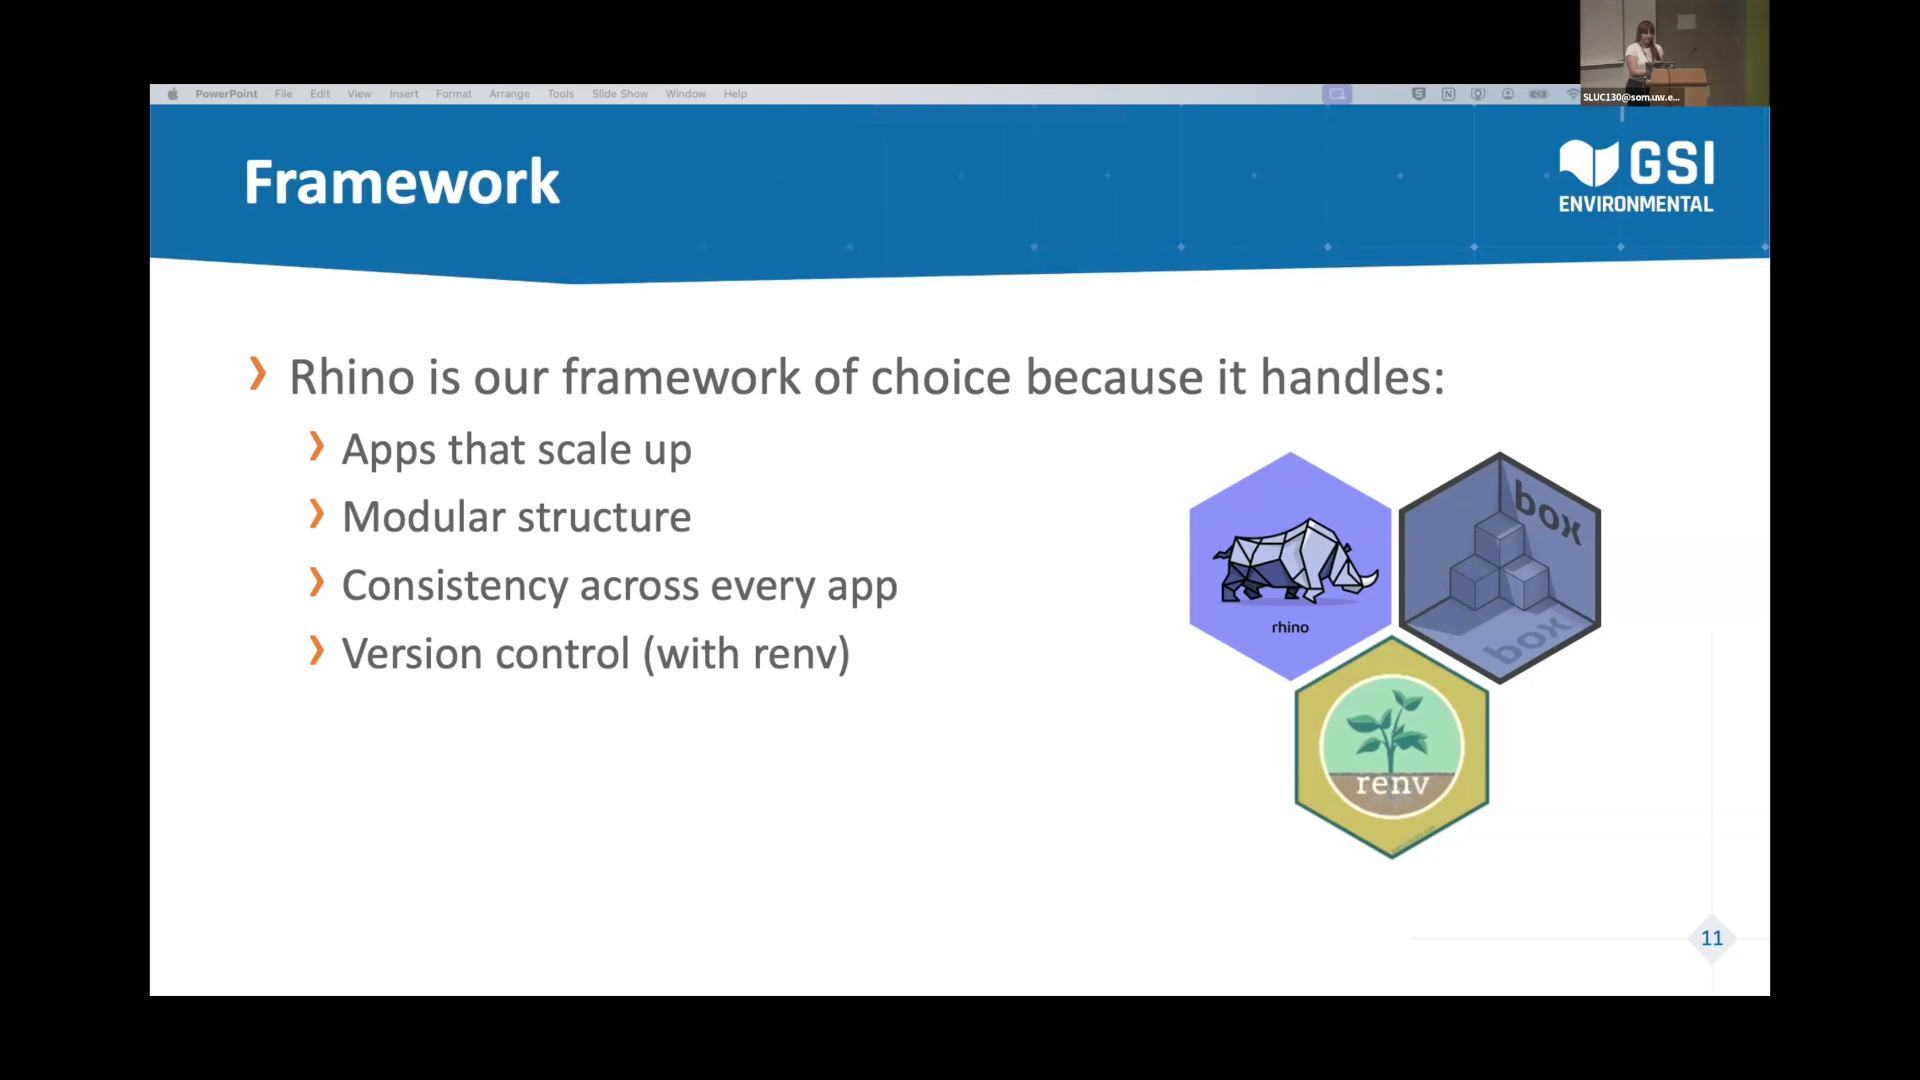 PowerPoint File Edit View Insert Format Arrange Tools Slide Show Window Help
SLUC130@som.uw.e...
Framework
GSI
ENVIRONMENTAL
Rhino is our framework of choice because it handles:
Apps that scale up
Modular structure
Consistency across every app
Version control (with renv)
box
rhino
box
renv
11